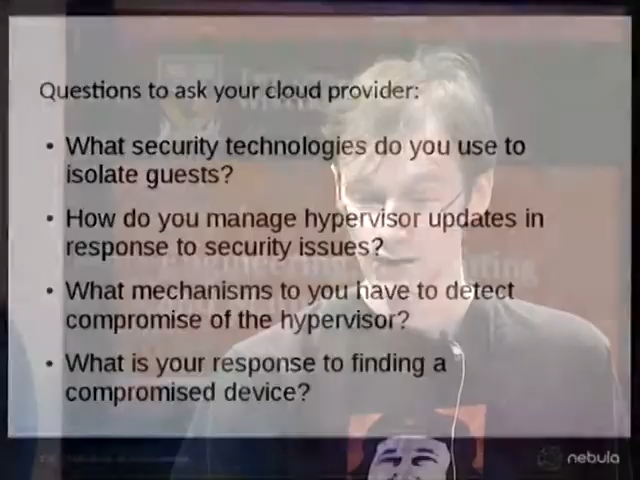 Questions to ask your cloud provider:
• What security technologies do you use to
isolate guests?
• How do you manage hypervisor updates in
response to security issues?
• What mechanisms to you have to detect
compromise of the hypervisor?
• What is your response to finding a
compromised device?
nebula